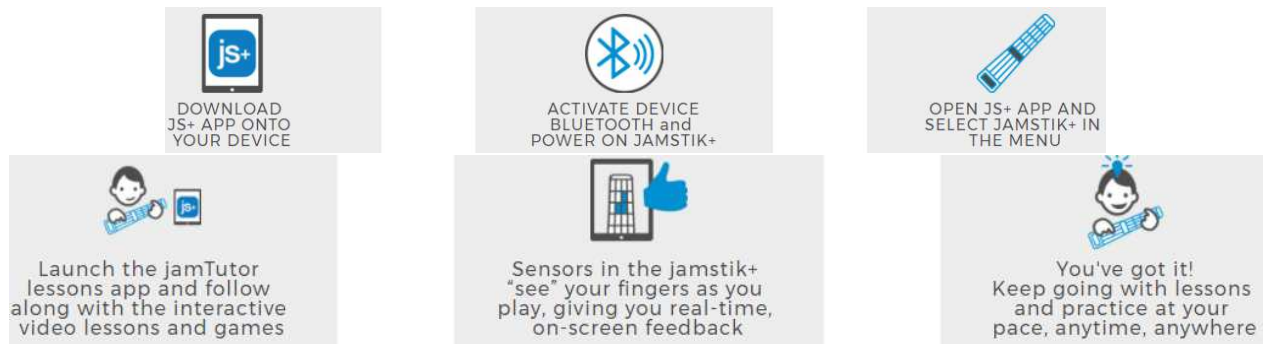 js+
DOWNLOAD
JS+ APP ONTO
YOUR DEVICE
ACTIVATE DEVICE
BLUETOOTH and
POWER ON JAMSTIK+
OPEN JS+ APP AND
SELECT JAMSTIK+ IN
THE MENU
js+
Launch the jamTutor
lessons app and follow
along with the interactive
video lessons and games
Sensors in the jamstik+
“see” your fingers as you
play, giving you real-time,
on-screen feedback
You've got it!
Keep going with lessons
and practice at your
pace, anytime, anywhere